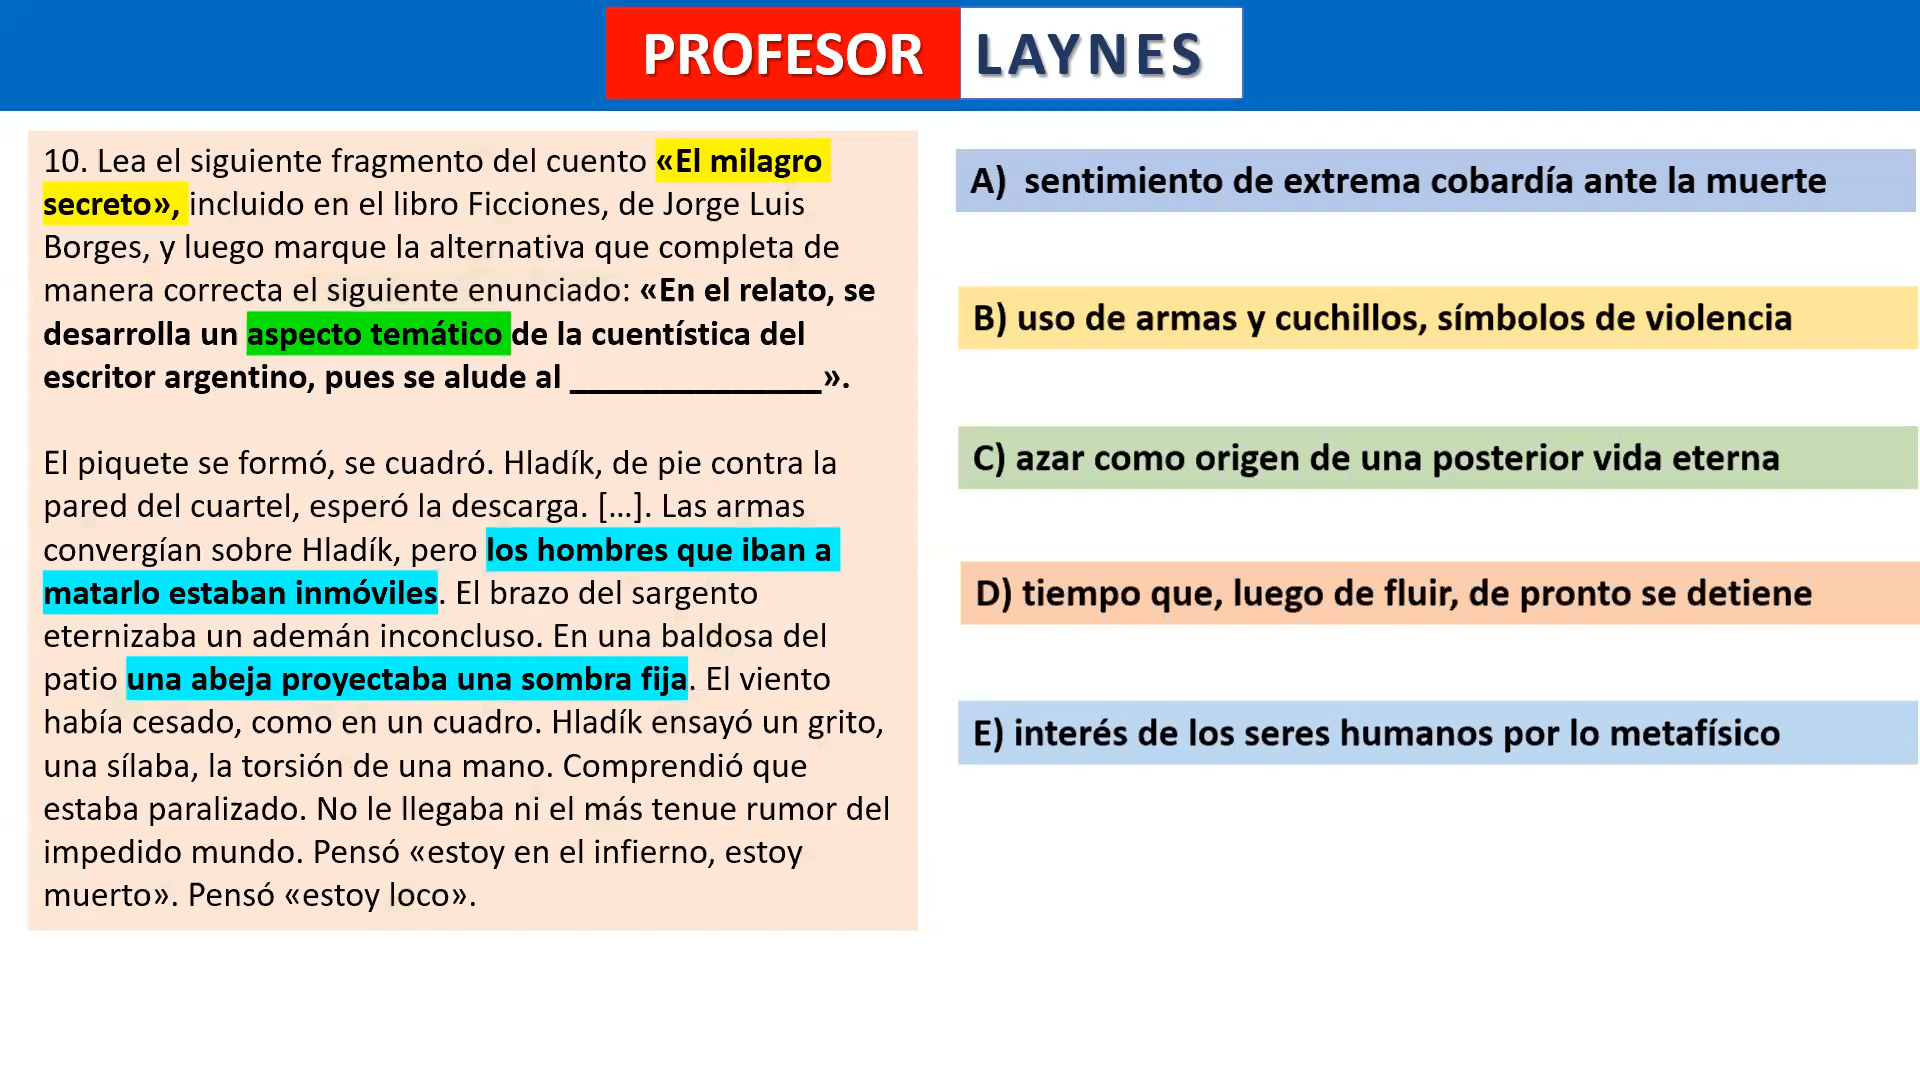 PROFESOR LAYNES
10. Lea el siguiente fragmento del cuento «El milagro
secreto», incluido en el libro Ficciones, de Jorge Luis
Borges, y luego marque la alternativa que completa de
manera correcta el siguiente enunciado: «En el relato, se
desarrolla un aspecto temático de la cuentística del
escritor argentino, pues se alude al ______________».
El piquete se formó, se cuadró. Hladík, de pie contra la
pared del cuartel, esperó la descarga. […]. Las armas
convergían sobre Hladík, pero los hombres que iban a
matarlo estaban inmóviles. El brazo del sargento
eternizaba un ademán inconcluso. En una baldosa del
patio una abeja proyectaba una sombra fija. El viento
había cesado, como en un cuadro. Hladík ensayó un grito,
una sílaba, la torsión de una mano. Comprendió que
estaba paralizado. No le llegaba ni el más tenue rumor del
impedido mundo. Pensó «estoy en el infierno, estoy
muerto». Pensó «estoy loco».
A) sentimiento de extrema cobardía ante la muerte
B) uso de armas y cuchillos, símbolos de violencia
C) azar como origen de una posterior vida eterna
D) tiempo que, luego de fluir, de pronto se detiene
E) interés de los seres humanos por lo metafísico